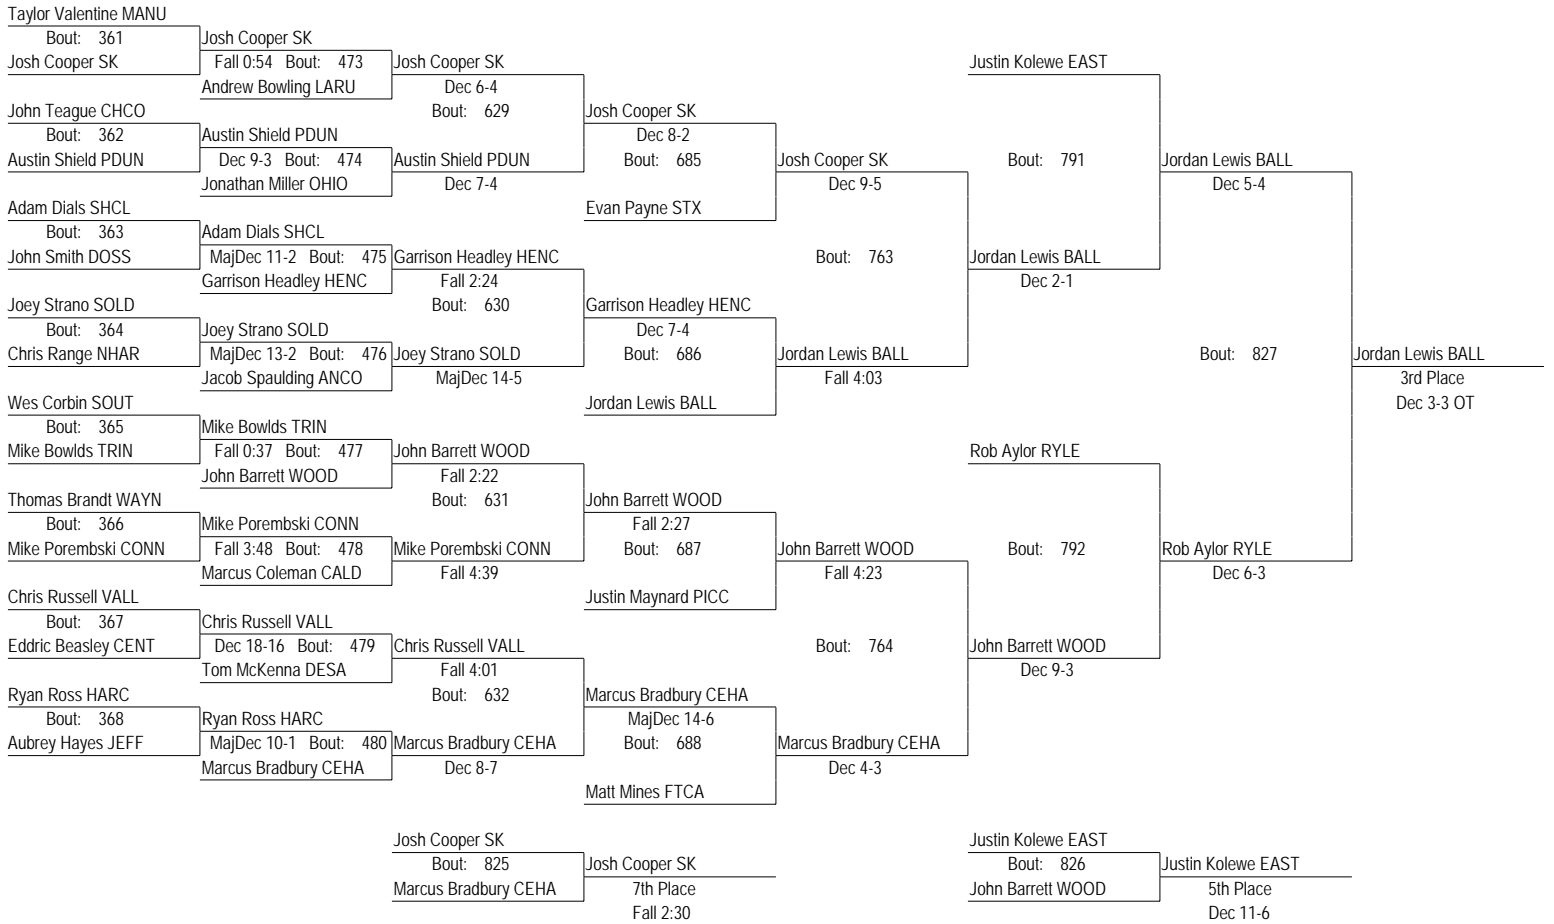 Taylor Valentine MANU
Bout: 361
Josh Cooper SK
John Teague CHCO
Bout: 362
Austin Shield PDUN
Adam Dials SHCL
Bout: 363
John Smith DOSS
Joey Strano SOLD
Bout: 364
Chris Range NHAR
Wes Corbin SOUT
Bout: 365
Mike Bowlds TRIN
Thomas Brandt WAYN
Bout: 366
Mike Porembski CONN
Chris Russell VALL
Bout: 367
Eddric Beasley CENT
Ryan Ross HARC
Bout: 368
Aubrey Hayes JEFF
Josh Cooper SK
Fall 0:54 Bout: 473
Andrew Bowling LARU
Austin Shield PDUN
Dec 9-3 Bout: 474
Jonathan Miller OHIO
Adam Dials SHCL
MajDec 11-2 Bout: 475
Garrison Headley HENC
Joey Strano SOLD
MajDec 13-2 Bout: 476
Jacob Spaulding ANCO
Mike Bowlds TRIN
Fall 0:37 Bout: 477
John Barrett WOOD
Mike Porembski CONN
Fall 3:48 Bout: 478
Marcus Coleman CALD
Chris Russell VALL
Dec 18-16 Bout: 479
Tom McKenna DESA
Ryan Ross HARC
MajDec 10-1 Bout: 480
Marcus Bradbury CEHA
Josh Cooper SK
Dec 6-4
Bout: 629
Austin Shield PDUN
Dec 7-4
Garrison Headley HENC
Fall 2:24
Bout: 630
Joey Strano SOLD
MajDec 14-5
John Barrett WOOD
Fall 2:22
Bout: 631
Mike Porembski CONN
Fall 4:39
Chris Russell VALL
Fall 4:01
Bout: 632
Marcus Bradbury CEHA
Dec 8-7
Josh Cooper SK
Dec 8-2
Bout: 685
Evan Payne STX
Garrison Headley HENC
Dec 7-4
Bout: 686
Jordan Lewis BALL
John Barrett WOOD
Fall 2:27
Bout: 687
Justin Maynard PICC
Marcus Bradbury CEHA
MajDec 14-6
Bout: 688
Matt Mines FTCA
Josh Cooper SK
Dec 9-5
Bout: 763
Jordan Lewis BALL
Fall 4:03
John Barrett WOOD
Fall 4:23
Bout: 764
Marcus Bradbury CEHA
Dec 4-3
Justin Kolewe EAST
Bout: 791
Jordan Lewis BALL
Dec 2-1
Rob Aylor RYLE
Bout: 792
John Barrett WOOD
Dec 9-3
Jordan Lewis BALL
Dec 5-4
Bout: 827
Rob Aylor RYLE
Dec 6-3
Jordan Lewis BALL
3rd Place
Dec 3-3 OT
Josh Cooper SK
Bout: 825
Marcus Bradbury CEHA
Josh Cooper SK
7th Place
Fall 2:30
Justin Kolewe EAST
Bout: 826
John Barrett WOOD
Justin Kolewe EAST
5th Place
Dec 11-6